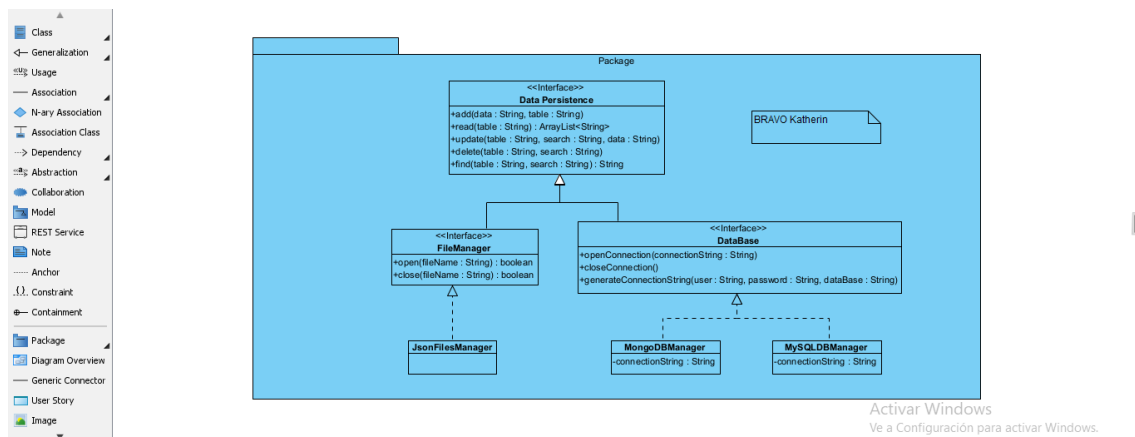 Class
Generalization
Usage
Association
N-ary Association
Association Class
Dependency
Abstraction
Collaboration
Model
REST Service
Note
Anchor
Constraint
Containment
Package
Diagram Overview
Generic Connector
User Story
Image
Package
<<Interface>>
Data Persistence
+add(data : String, table : String)
+read(table : String) : ArrayList<String>
+update(table : String, search : String, data : String)
+delete(table : String, search : String)
+find(table : String, search : String) : String
BRAVO Katherin
<<Interface>>
FileManager
+open(fileName : String) : boolean
+close(fileName : String) : boolean
<<Interface>>
DataBase
+openConnection(connectionString : String)
+closeConnection()
+generateConnectionString(user : String, password : String, dataBase : String)
JsonFilesManager
MongoDBManager
-connectionString : String
MySQLDBManager
-connectionString : String
Activar Windows
Ve a Configuración para activar Windows.